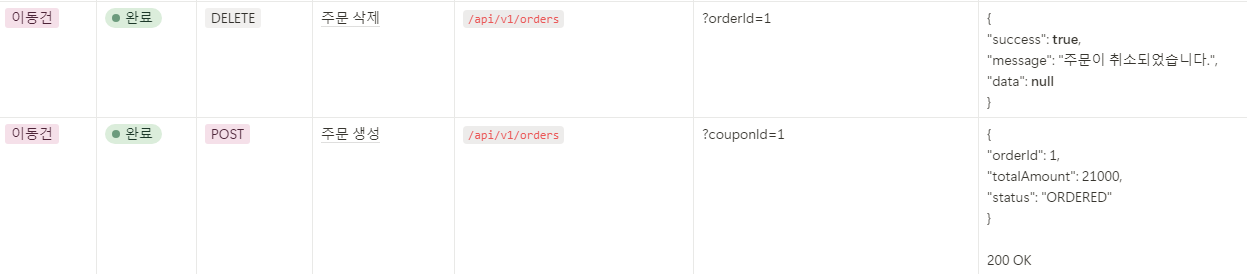 이동건 완료 DELETE 주문 삭제 /api/v1/orders ?orderId=1 {
"success": true,
"message": "주문이 취소되었습니다.",
"data": null
}
이동건 완료 POST 주문 생성 /api/v1/orders ?couponId=1 {
"orderId": 1,
"totalAmount": 21000,
"status": "ORDERED"
}
200 OK